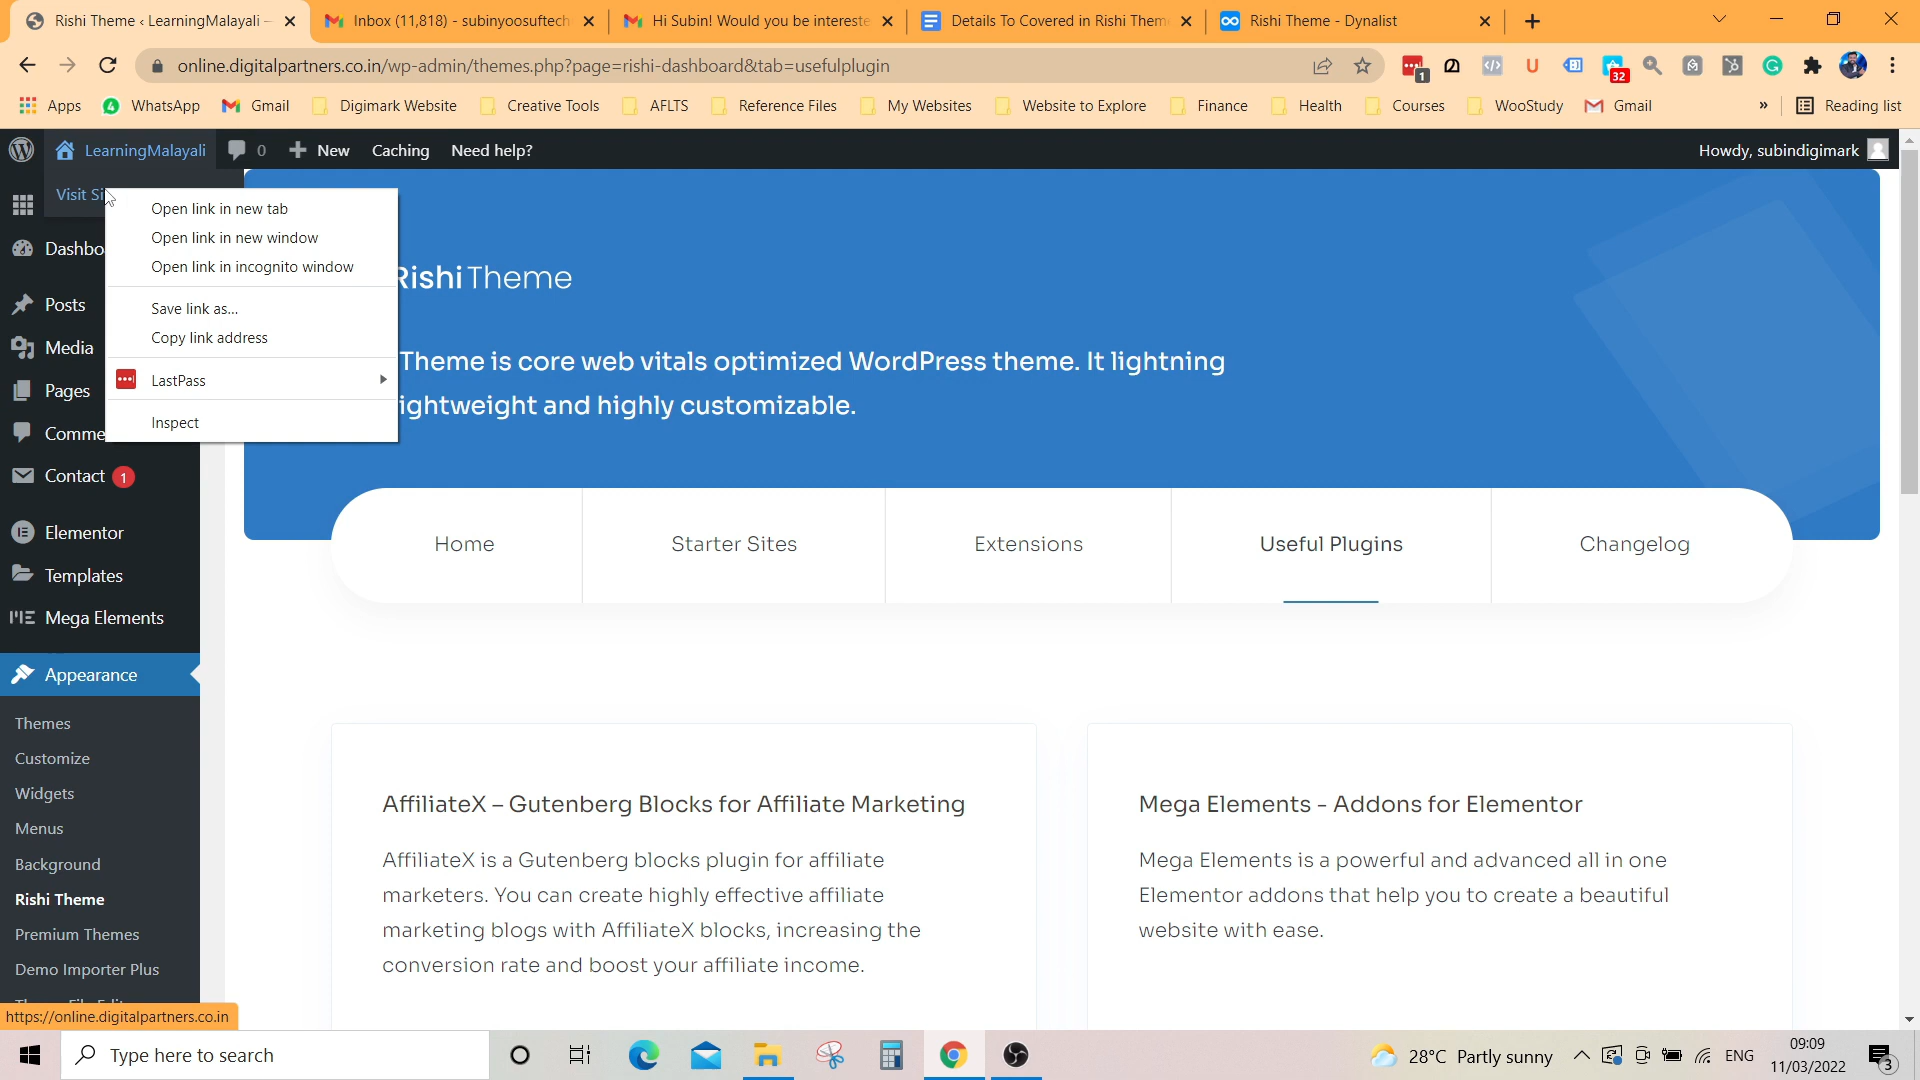 Rishi Theme ‹ LearningMalayali —
Inbox (11,818) - subinyoosuftech
Hi Subin! Would you be intereste
Details To Covered in Rishi Them
Rishi Theme - Dynalist
online.digitalpartners.co.in/wp-admin/themes.php?page=rishi-dashboard&tab=usefulplugin
1
32
Apps
WhatsApp
Gmail
Digimark Website
Creative Tools
AFLTS
Reference Files
My Websites
Website to Explore
Finance
Health
Courses
WooStudy
Gmail
»
Reading list
LearningMalayali
0
New
Caching
Need help?
Howdy, subindigimark
Visit Si
Open link in new tab
Open link in new window
Open link in incognito window
Save link as...
Copy link address
LastPass
Inspect
Dashbo
Posts
Media
Pages
Comme
Contact 1
Elementor
Templates
Mega Elements
Appearance
Themes
Customize
Widgets
Menus
Background
Rishi Theme
Premium Themes
Demo Importer Plus
https://online.digitalpartners.co.in
RishiTheme
Theme is core web vitals optimized WordPress theme. It lightning
ightweight and highly customizable.
Home
Starter Sites
Extensions
Useful Plugins
Changelog
AffiliateX – Gutenberg Blocks for Affiliate Marketing
AffiliateX is a Gutenberg blocks plugin for affiliate
marketers. You can create highly effective affiliate
marketing blogs with AffiliateX blocks, increasing the
conversion rate and boost your affiliate income.
Mega Elements - Addons for Elementor
Mega Elements is a powerful and advanced all in one
Elementor addons that help you to create a beautiful
website with ease.
Type here to search
28°C Partly sunny
ENG
09:09
11/03/2022
3